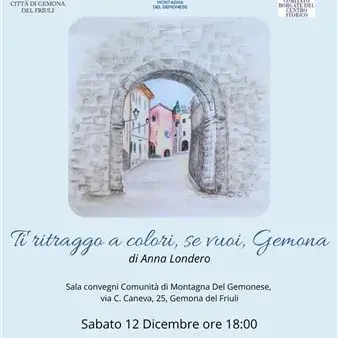 CITTÀ DI GEMONA
DEL FRIULI
MONTAGNA
DEL GEMONESE
COMITATO
BORGATE DEL
CENTRO
STORICO
Ti ritraggo a colori, se vuoi, Gemona
di Anna Londero
Sala convegni Comunità di Montagna Del Gemonese,
via C. Caneva, 25, Gemona del Friuli
Sabato 12 Dicembre ore 18:00